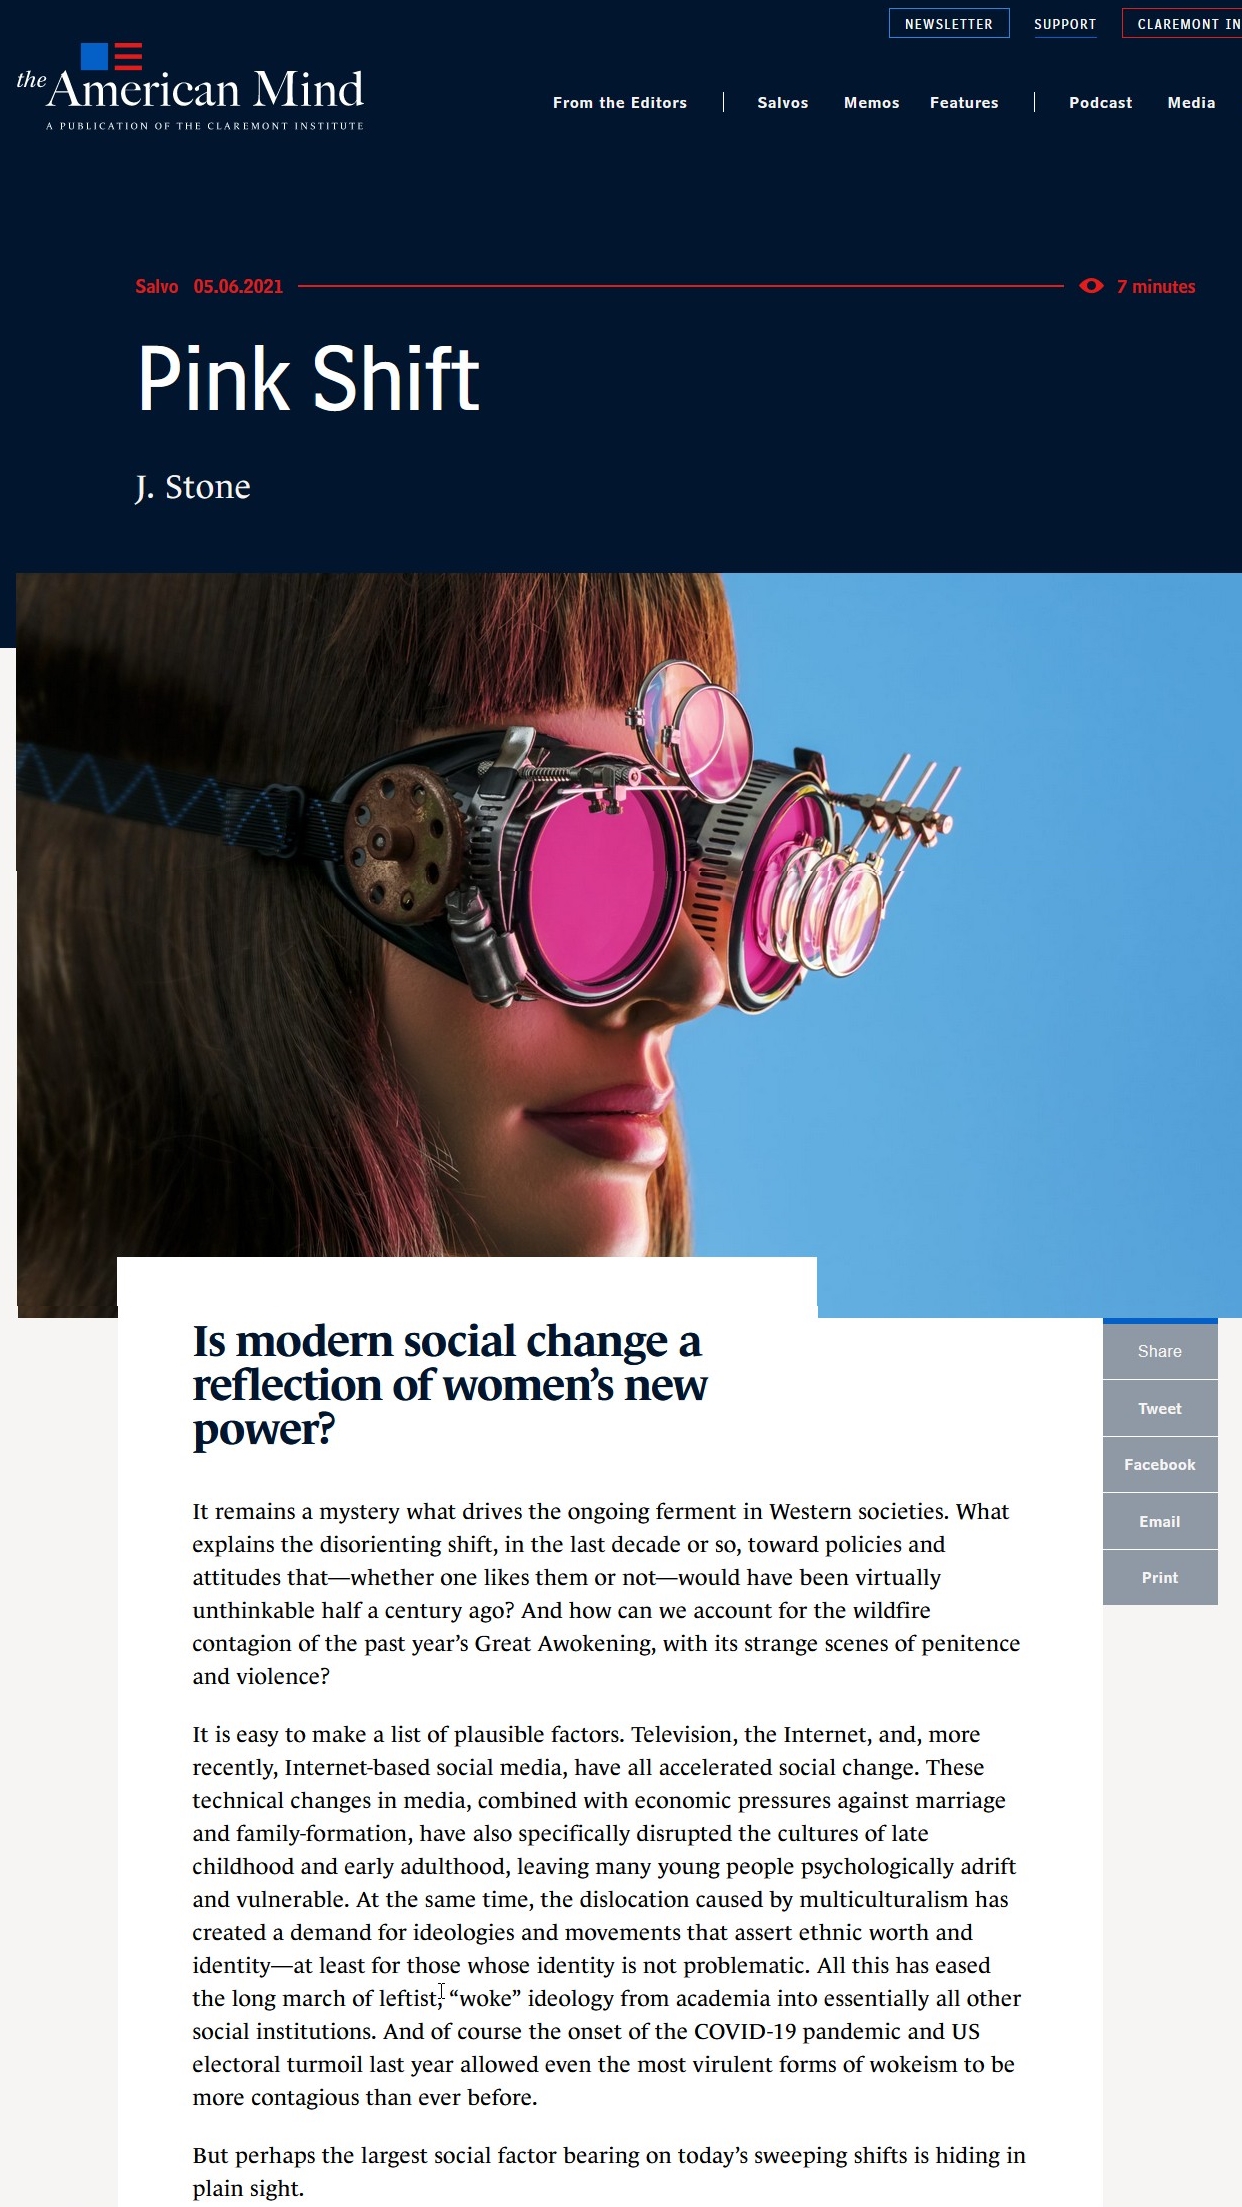 NEWSLETTER SUPPORT CLAREMONT IN
the American Mind
A PUBLICATION OF THE CLAREMONT INSTITUTE
From the Editors Salvos Memos Features Podcast Media
Salvo 05.06.2021 7 minutes
Pink Shift
J. Stone
Is modern social change a
reflection of women’s new
power?
Share
Tweet
Facebook
Email
Print
It remains a mystery what drives the ongoing ferment in Western societies. What
explains the disorienting shift, in the last decade or so, toward policies and
attitudes that—whether one likes them or not—would have been virtually
unthinkable half a century ago? And how can we account for the wildfire
contagion of the past year’s Great Awokening, with its strange scenes of penitence
and violence?
It is easy to make a list of plausible factors. Television, the Internet, and, more
recently, Internet-based social media, have all accelerated social change. These
technical changes in media, combined with economic pressures against marriage
and family-formation, have also specifically disrupted the cultures of late
childhood and early adulthood, leaving many young people psychologically adrift
and vulnerable. At the same time, the dislocation caused by multiculturalism has
created a demand for ideologies and movements that assert ethnic worth and
identity—at least for those whose identity is not problematic. All this has eased
the long march of leftist, “woke” ideology from academia into essentially all other
social institutions. And of course the onset of the COVID-19 pandemic and US
electoral turmoil last year allowed even the most virulent forms of wokeism to be
more contagious than ever before.
But perhaps the largest social factor bearing on today’s sweeping shifts is hiding in
plain sight.